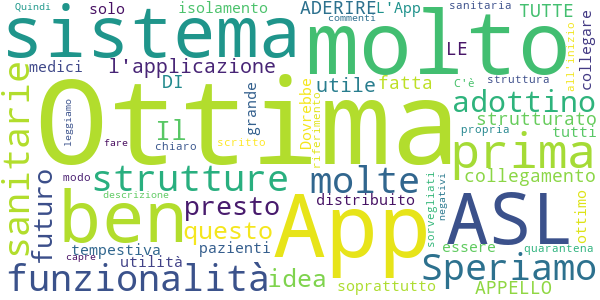 Quindi
solo
isolamento
ADERIRE
L'App
sanitaria
TUTTE
sistema
molto
commenti
LE
all'inizio
collegare
medici
l'applicazione
DI
utile
fatta
C'è
struttura
sanitarie
Ottima
grande
Dovrebbe
riferimento
adottino
leggiamo
Il
strutturato
fare
chiaro
scritto
propria
tutti
prima
futuro
modo
strutture
molte
collegamento
descrizione
ben
presto
distribuito
App
ASL
questo
sorvegliati
negativi
ottimo
tempestiva
utilità
pazienti
essere
quarantena
capre
Speriamo
funzionalità
idea
soprattutto
APPELLO